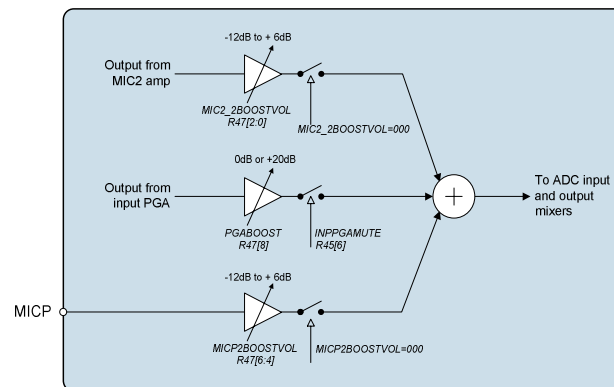 -12dB to + 6dB
Output from
MIC2 amp
MIC2_2BOOSTVOL
R47[2:0]
MIC2_2BOOSTVOL=000
0dB or +20dB
Output from
input PGA
PGABOOST
R47[8]
INPPGAMUTE
R45[6]
+
To ADC input
and output
mixers
-12dB to + 6dB
MICP
MICP2BOOSTVOL
R47[6:4]
MICP2BOOSTVOL=000